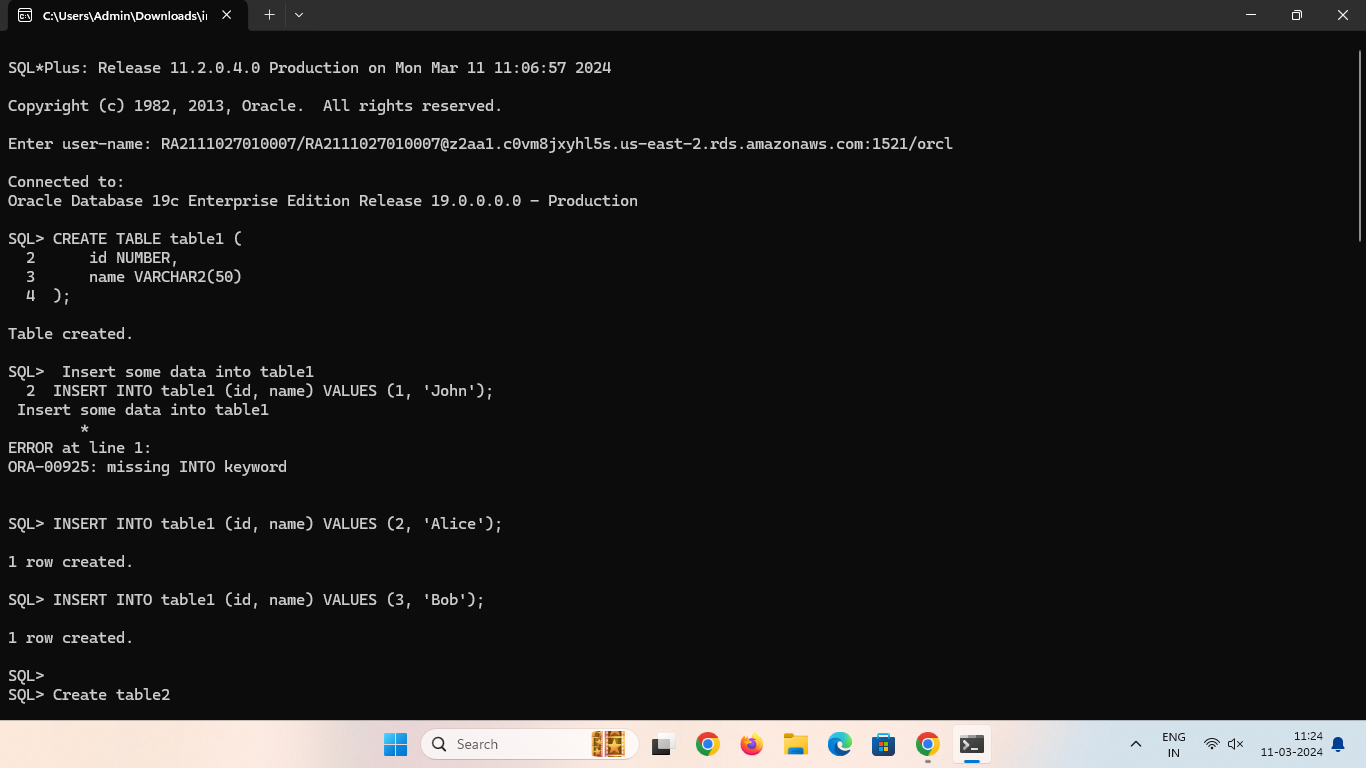 C:\Users\Admin\Downloads\i
SQL*Plus: Release 11.2.0.4.0 Production on Mon Mar 11 11:06:57 2024
Copyright (c) 1982, 2013, Oracle.  All rights reserved.
Enter user-name: RA2111027010007/RA2111027010007@z2aa1.c0vm8jxyhl5s.us-east-2.rds.amazonaws.com:1521/orcl
Connected to:
Oracle Database 19c Enterprise Edition Release 19.0.0.0.0 - Production
SQL> CREATE TABLE table1 (
  2      id NUMBER,
  3      name VARCHAR2(50)
  4  );
Table created.
SQL>  Insert some data into table1
  2  INSERT INTO table1 (id, name) VALUES (1, 'John');
 Insert some data into table1
        *
ERROR at line 1:
ORA-00925: missing INTO keyword
SQL> INSERT INTO table1 (id, name) VALUES (2, 'Alice');
1 row created.
SQL> INSERT INTO table1 (id, name) VALUES (3, 'Bob');
1 row created.
SQL>
SQL> Create table2
Search
ENG
IN
11:24
11-03-2024